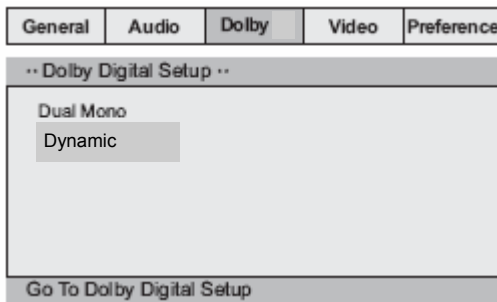 General Audio Dolby Video Preference
·· Dolby Digital Setup ··
Dual Mono
Dynamic
Go To Dolby Digital Setup